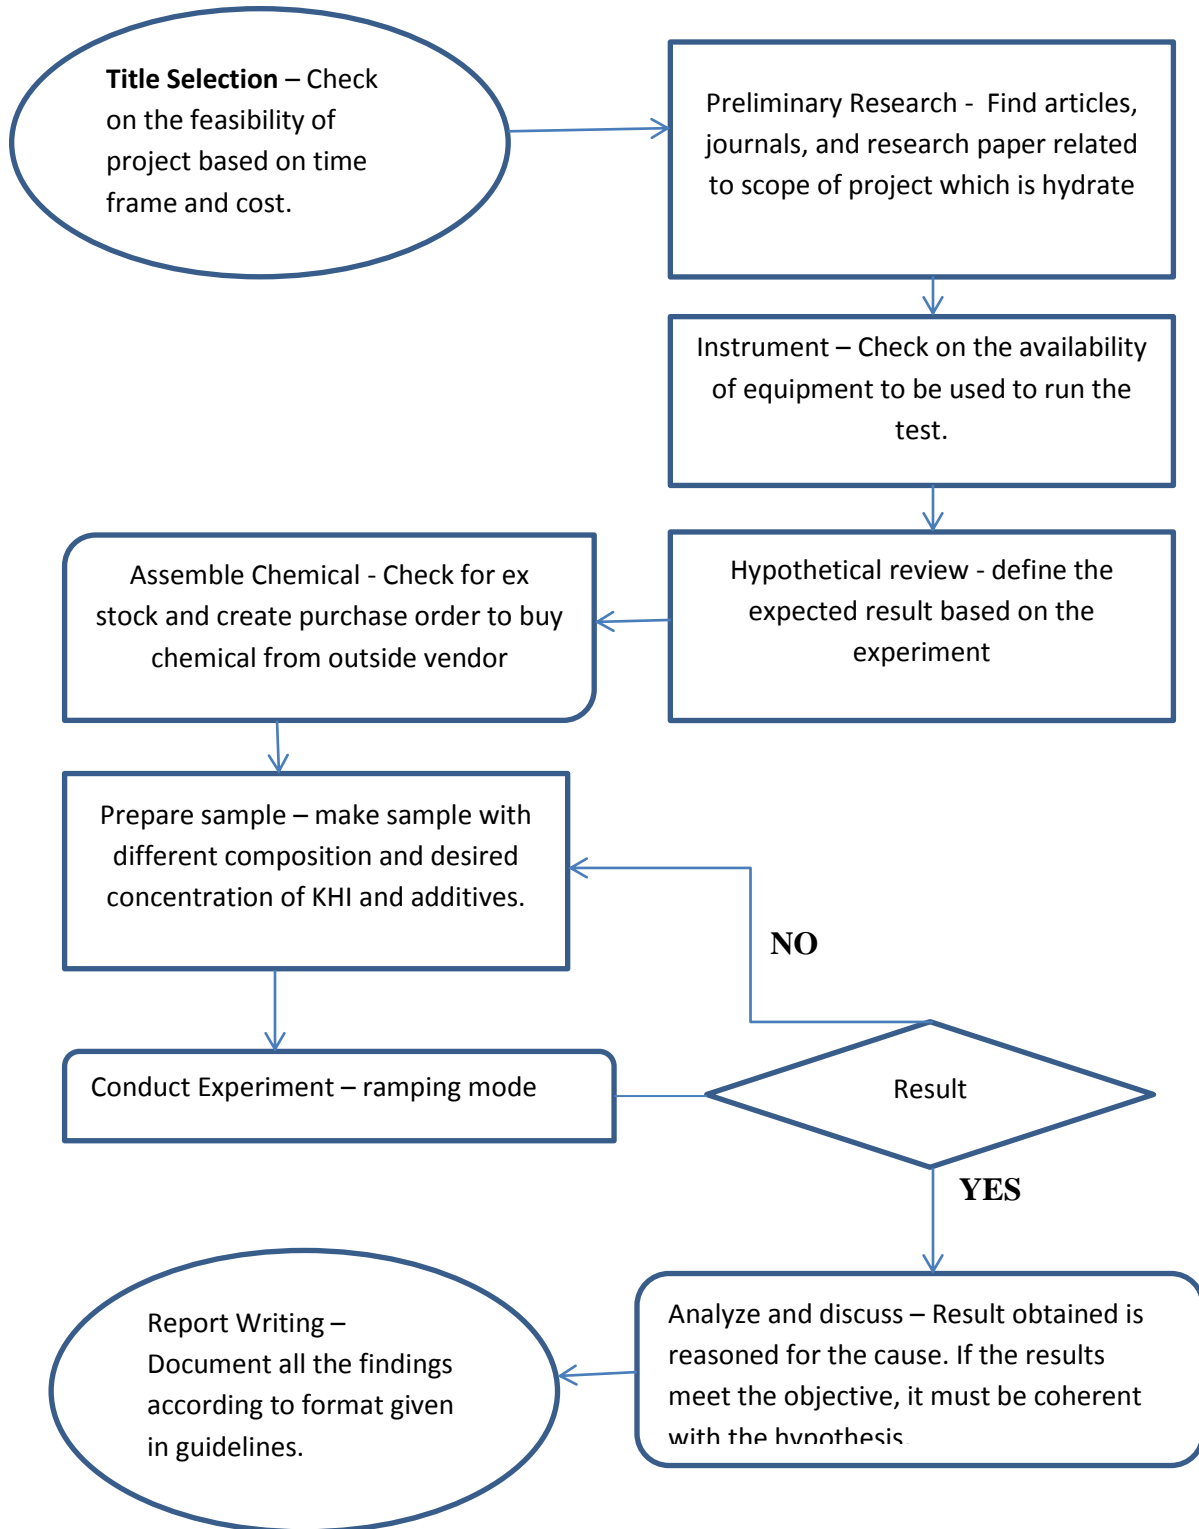 Title Selection – Check
on the feasibility of
project based on time
frame and cost.
Preliminary Research -  Find articles,
journals, and research paper related
to scope of project which is hydrate
Instrument – Check on the availability
of equipment to be used to run the
test.
Hypothetical review - define the
expected result based on the
experiment
Assemble Chemical - Check for ex
stock and create purchase order to buy
chemical from outside vendor
Prepare sample – make sample with
different composition and desired
concentration of KHI and additives.
NO
Conduct Experiment – ramping mode
Result
YES
Analyze and discuss – Result obtained is
reasoned for the cause. If the results
meet the objective, it must be coherent
with the hypothesis.
Report Writing –
Document all the findings
according to format given
in guidelines.